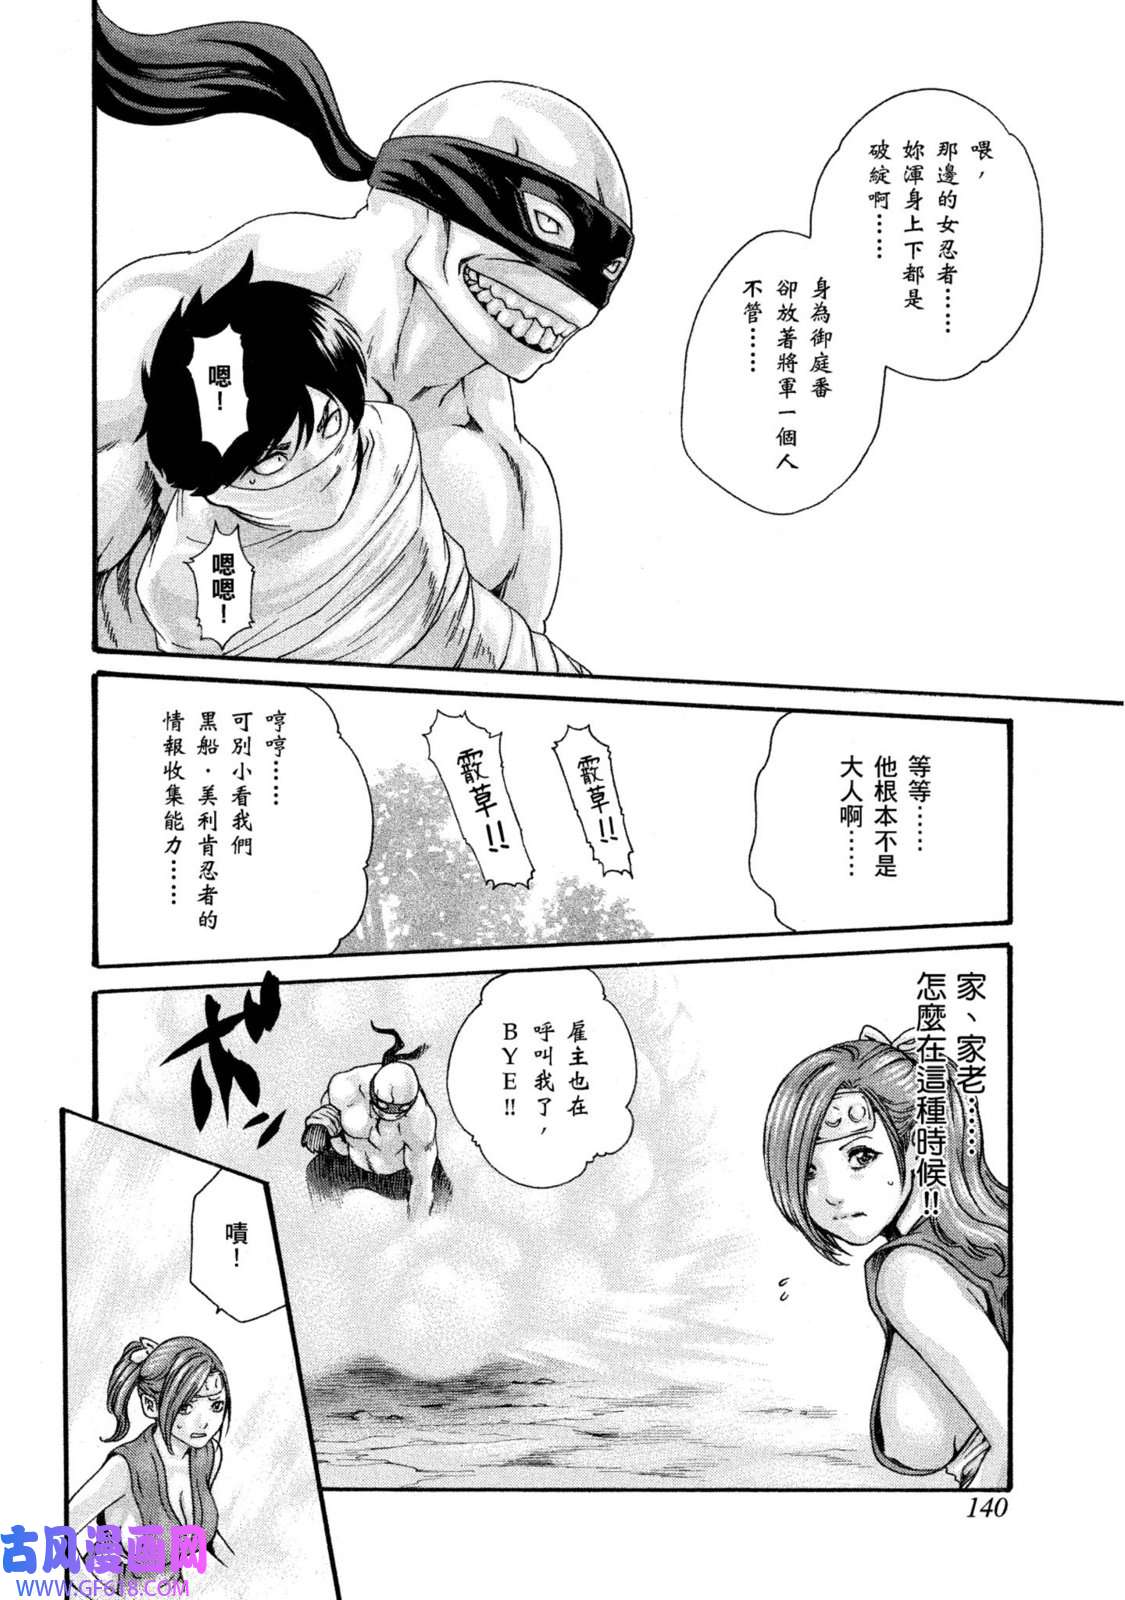 喂，
那邊的女忍者……
妳渾身上下都是
破綻啊……
身為御庭番
卻放著將軍一個人
不管……
嗯！
嗯嗯！
等等……
他根本不是
大人啊……
霰草!!
霰草!!
哼哼……
可別小看我們
黑船·美利肯忍者的
情報收集能力……
家、家老……
怎麼在這種時候!!
雇主也在
呼叫我了，
BYE!!
ボン
嘖！
140
古风漫画网
WWW.GF618.COM